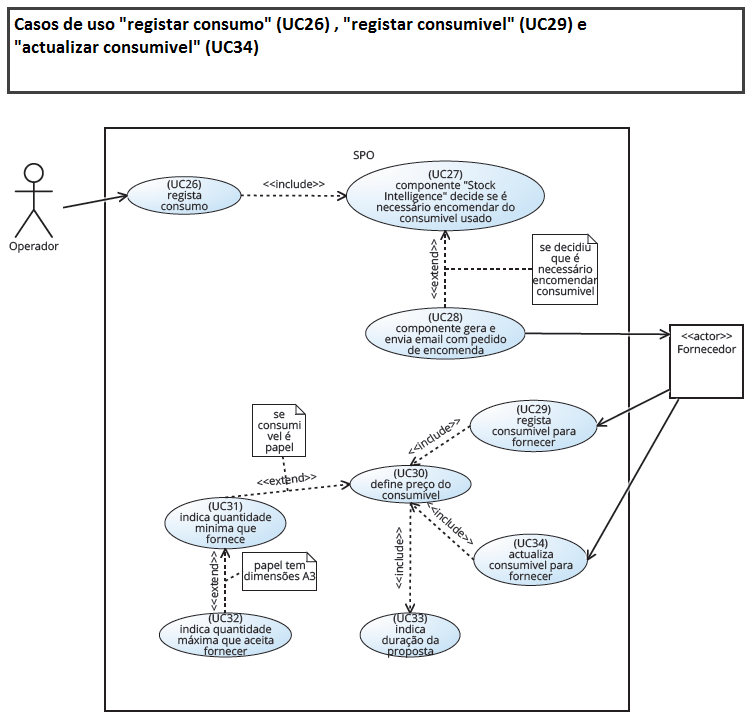 Casos de uso "registar consumo" (UC26) , "registar consumivel" (UC29) e
"actualizar consumivel" (UC34)
SPO
Operador
(UC26)
regista
consumo
<<include>>
(UC27)
componente "Stock
Intelligence" decide se é
necessário encomendar do
consumivel usado
<<extend>>
se decidiu
que é
necessário
encomendar
consumivel
(UC28)
componente gera e
envia email com pedido
de encomenda
<<actor>>
Fornecedor
(UC29)
regista
consumivel para
fornecer
<<include>>
se
consumi
vel é
papel
<<extend>>
(UC30)
define preço do
consumível
(UC31)
indica quantidade
minima que
fornece
<<include>>
(UC34)
actualiza
consumivel para
fornecer
<<extend>>
papel tem
dimensões A3
<<include>>
(UC32)
indica quantidade
máxima que aceita
fornecer
(UC33)
indica
duração da
proposta